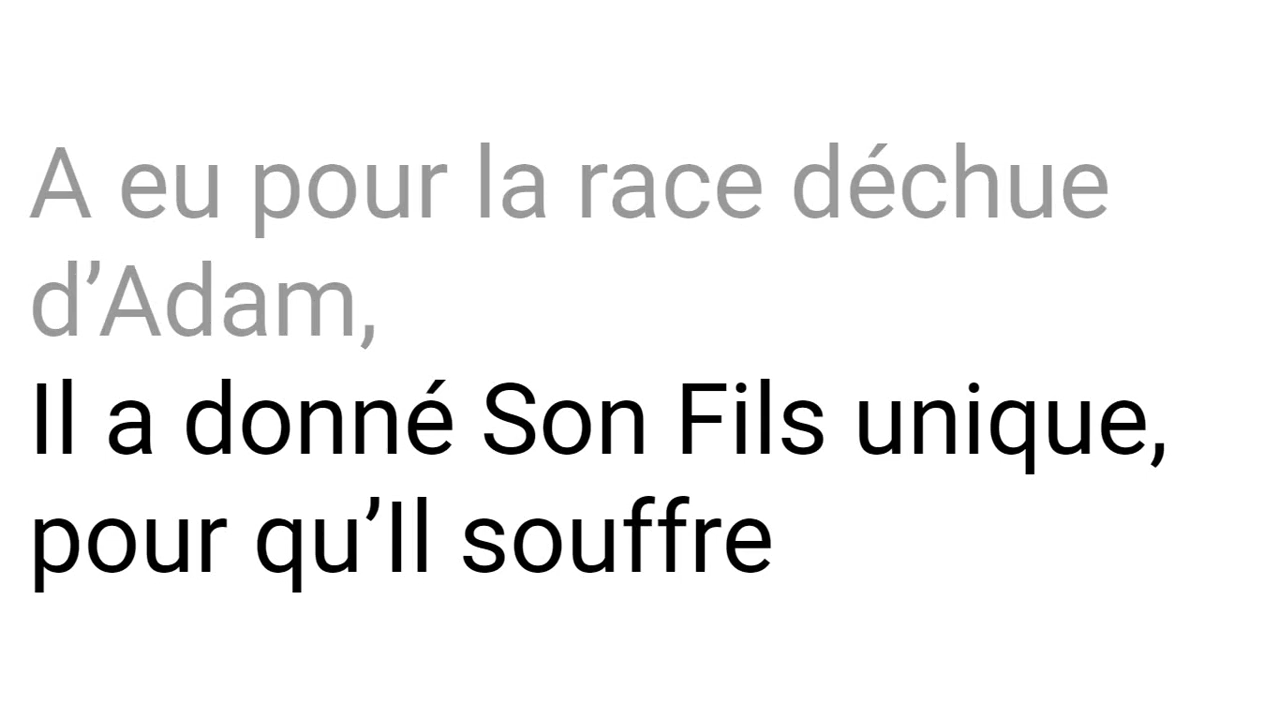 A eu pour la race déchue
d’Adam,
Il a donné Son Fils unique,
pour qu’Il souffre